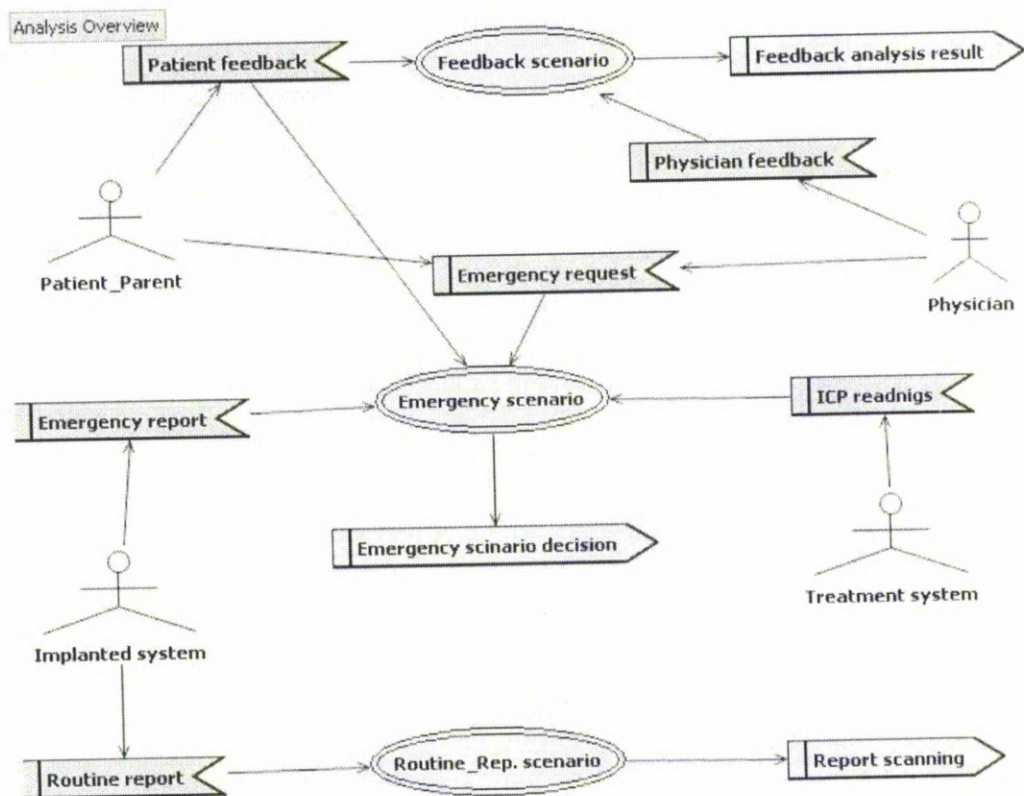 Analysis Overview
Patient feedback
Feedback scenario
Feedback analysis result
Physician feedback
Patient_Parent
Emergency request
Physician
Emergency scenario
ICP readnigs
Emergency report
Emergency scinario decision
Treatment system
Implanted system
Routine report
Routine_Rep. scenario
Report scanning